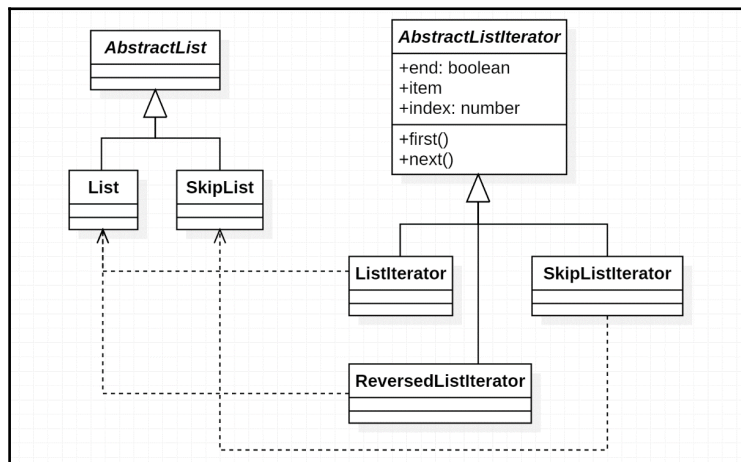 AbstractList
AbstractListIterator
+end: boolean
+item
+index: number
+first()
+next()
List
SkipList
ListIterator
SkipListIterator
ReversedListIterator